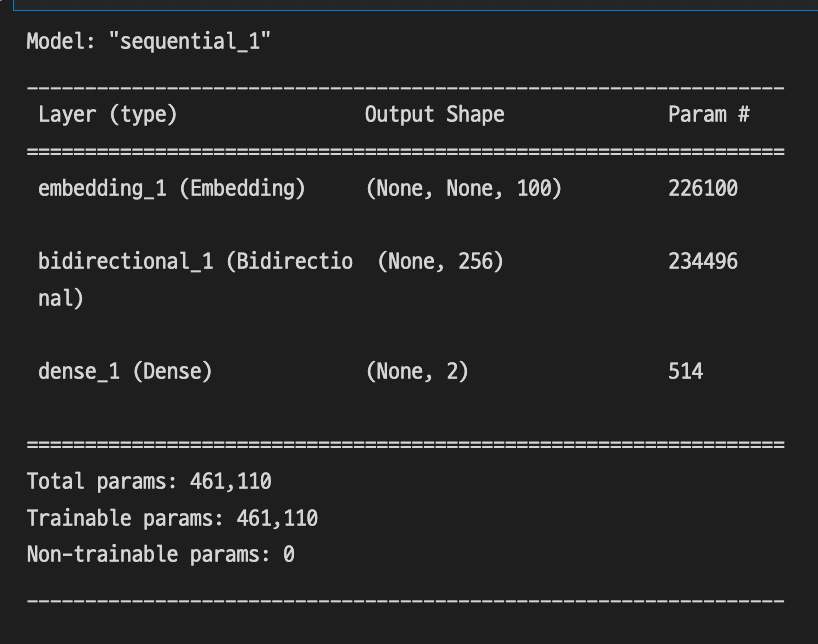 Model: "sequential_1"
_________________________________________________________________
Layer (type)                Output Shape              Param #
=================================================================
embedding_1 (Embedding)     (None, None, 100)         226100
bidirectional_1 (Bidirectio  (None, 256)              234496
nal)
dense_1 (Dense)             (None, 2)                 514
=================================================================
Total params: 461,110
Trainable params: 461,110
Non-trainable params: 0
_________________________________________________________________